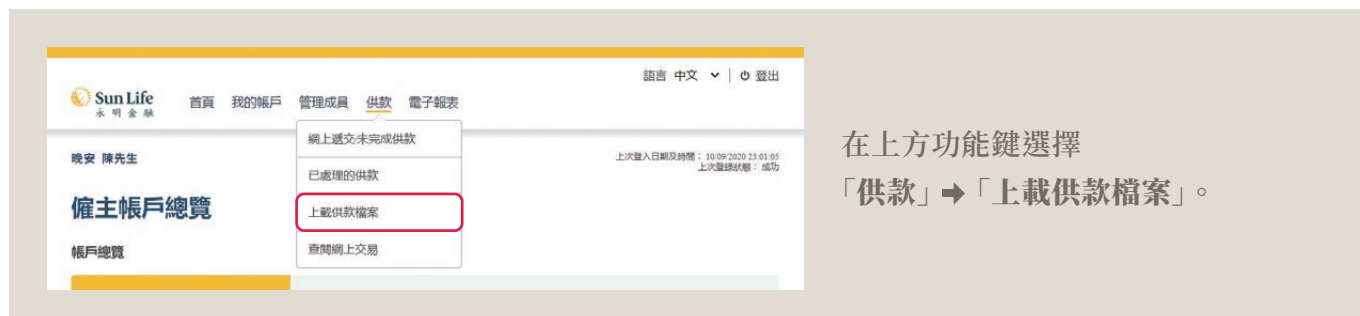 語言 中文 | 登出
Sun Life
永明金融
首頁 我的帳戶 管理成員 供款 電子報表
網上遞交/未完成供款
已處理的供款
上載供款檔案
查閱網上交易
晚安 陳先生
上次登入日期及時間：10/09/2020 23:01:05
上次登錄狀態：成功
僱主帳戶總覽
帳戶總覽
在上方功能鍵選擇
「供款」➡「上載供款檔案」。